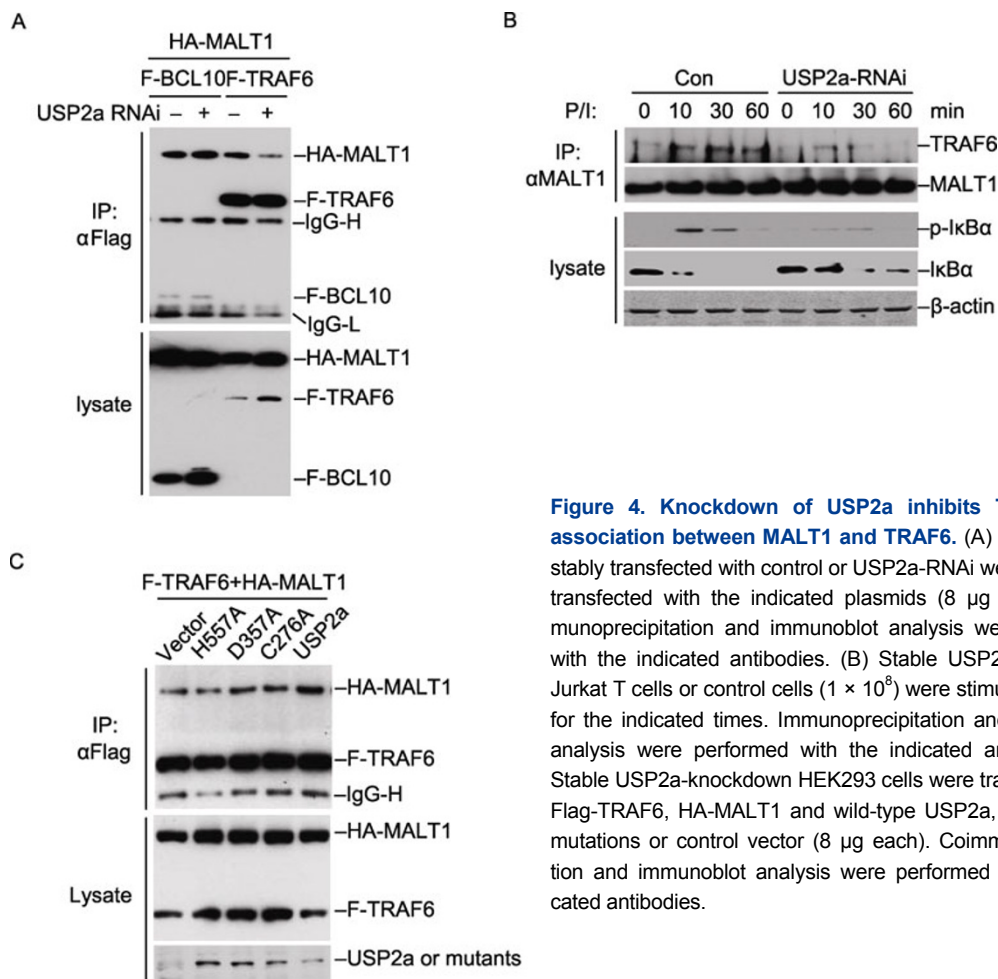 A
HA-MALT1
F-BCL10 F-TRAF6
USP2a RNAi – + – +
IP:
αFlag
–HA-MALT1
–F-TRAF6
–IgG-H
–F-BCL10
IgG-L
lysate
–HA-MALT1
–F-TRAF6
–F-BCL10
B
Con USP2a-RNAi
P/I: 0 10 30 60 0 10 30 60 min
IP:
αMALT1
–TRAF6
–MALT1
lysate
–p-IκBα
–IκBα
–β-actin
C
F-TRAF6+HA-MALT1
Vector H557A D357A C276A USP2a
IP:
αFlag
–HA-MALT1
–F-TRAF6
–IgG-H
Lysate
–HA-MALT1
–F-TRAF6
–USP2a or mutants
Figure 4. Knockdown of USP2a inhibits T
association between MALT1 and TRAF6. (A)
stably transfected with control or USP2a-RNAi we
transfected with the indicated plasmids (8 µg
munoprecipitation and immunoblot analysis we
with the indicated antibodies. (B) Stable USP2
Jurkat T cells or control cells (1 × 10⁸) were stimu
for the indicated times. Immunoprecipitation and
analysis were performed with the indicated a
Stable USP2a-knockdown HEK293 cells were tra
Flag-TRAF6, HA-MALT1 and wild-type USP2a,
mutations or control vector (8 µg each). Coimm
tion and immunoblot analysis were performed
cated antibodies.